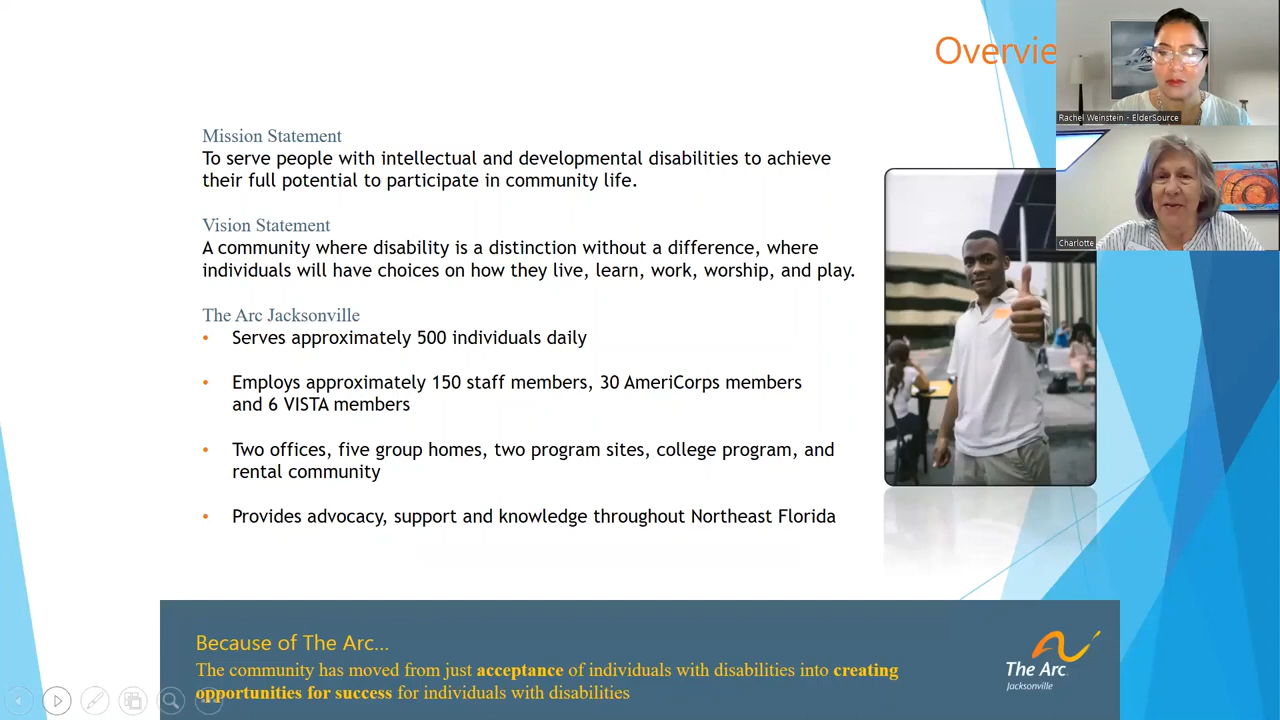 Overvie
Rachel Weinstein - ElderSource
Charlotte
Mission Statement
To serve people with intellectual and developmental disabilities to achieve
their full potential to participate in community life.
Vision Statement
A community where disability is a distinction without a difference, where
individuals will have choices on how they live, learn, work, worship, and play.
The Arc Jacksonville
• Serves approximately 500 individuals daily
• Employs approximately 150 staff members, 30 AmeriCorps members
and 6 VISTA members
• Two offices, five group homes, two program sites, college program, and
rental community
• Provides advocacy, support and knowledge throughout Northeast Florida
Because of The Arc...
The community has moved from just acceptance of individuals with disabilities into creating
opportunities for success for individuals with disabilities
The Arc
Jacksonville